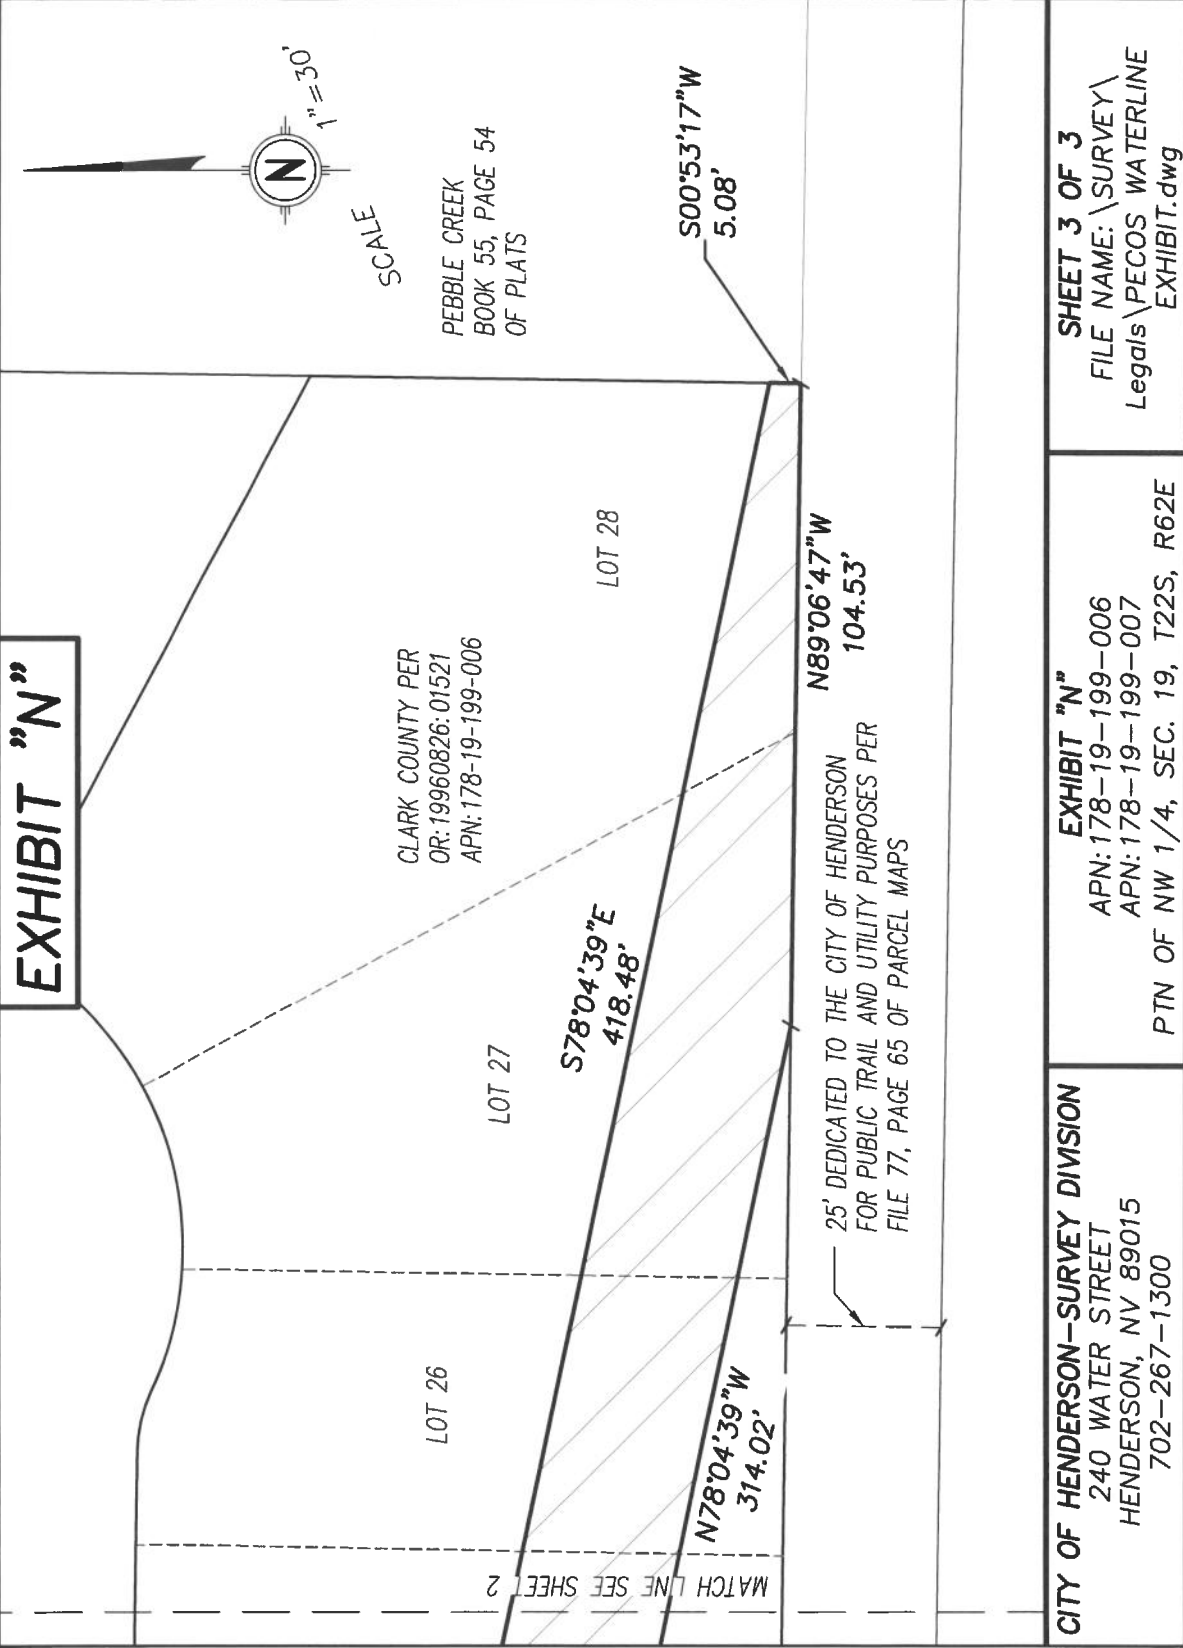 EXHIBIT "N"
SCALE
1"=30'
N
PEBBLE CREEK
BOOK 55, PAGE 54
OF PLATS
S00°53'17"W
5.08'
CLARK COUNTY PER
OR:19960826:01521
APN:178-19-199-006
LOT 28
LOT 27
LOT 26
S78°04'39"E
418.48'
N89°06'47"W
104.53'
N78°04'39"W
314.02'
MATCH LINE SEE SHEET 2
25' DEDICATED TO THE CITY OF HENDERSON
FOR PUBLIC TRAIL AND UTILITY PURPOSES PER
FILE 77, PAGE 65 OF PARCEL MAPS
CITY OF HENDERSON-SURVEY DIVISION
240 WATER STREET
HENDERSON, NV 89015
702-267-1300
EXHIBIT "N"
APN:178-19-199-006
APN:178-19-199-007
PTN OF NW 1/4, SEC. 19, T22S, R62E
SHEET 3 OF 3
FILE NAME: \SURVEY\
Legals\PECOS WATERLINE
EXHIBIT.dwg